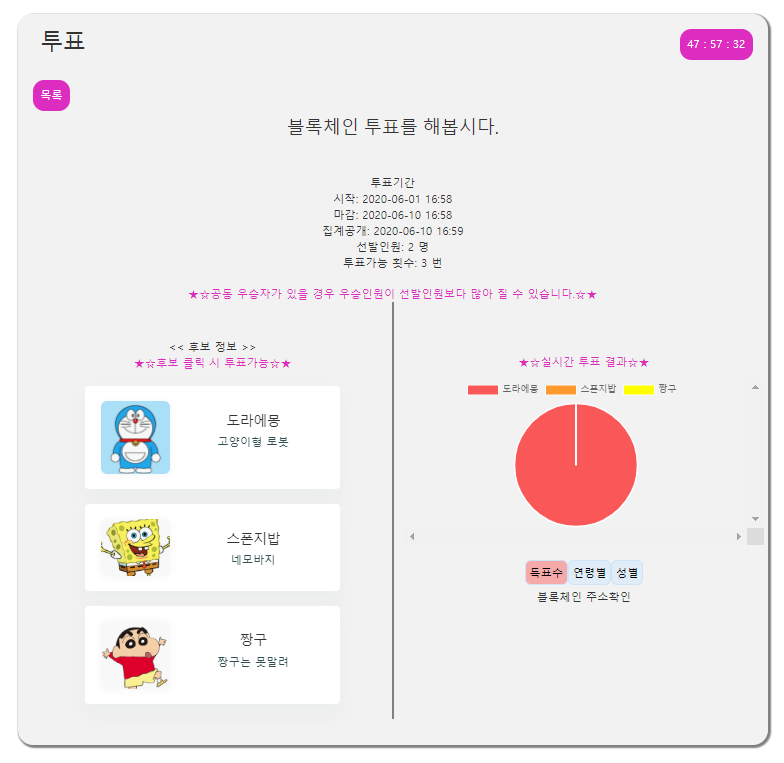 투표
47 : 57 : 32
목록
블록체인 투표를 해봅시다.
투표기간
시작: 2020-06-01 16:58
마감: 2020-06-10 16:58
집계공개: 2020-06-10 16:59
선발인원: 2 명
투표가능 횟수: 3 번
★☆공동 우승자가 있을 경우 우승인원이 선발인원보다 많아 질 수 있습니다.☆★
<< 후보 정보 >>
★☆후보 클릭 시 투표가능☆★
도라에몽
고양이형 로봇
스폰지밥
네모바지
짱구
짱구는 못말려
★☆실시간 투표 결과☆★
도라에몽 스폰지밥 짱구
득표수 연령별 성별
블록체인 주소확인